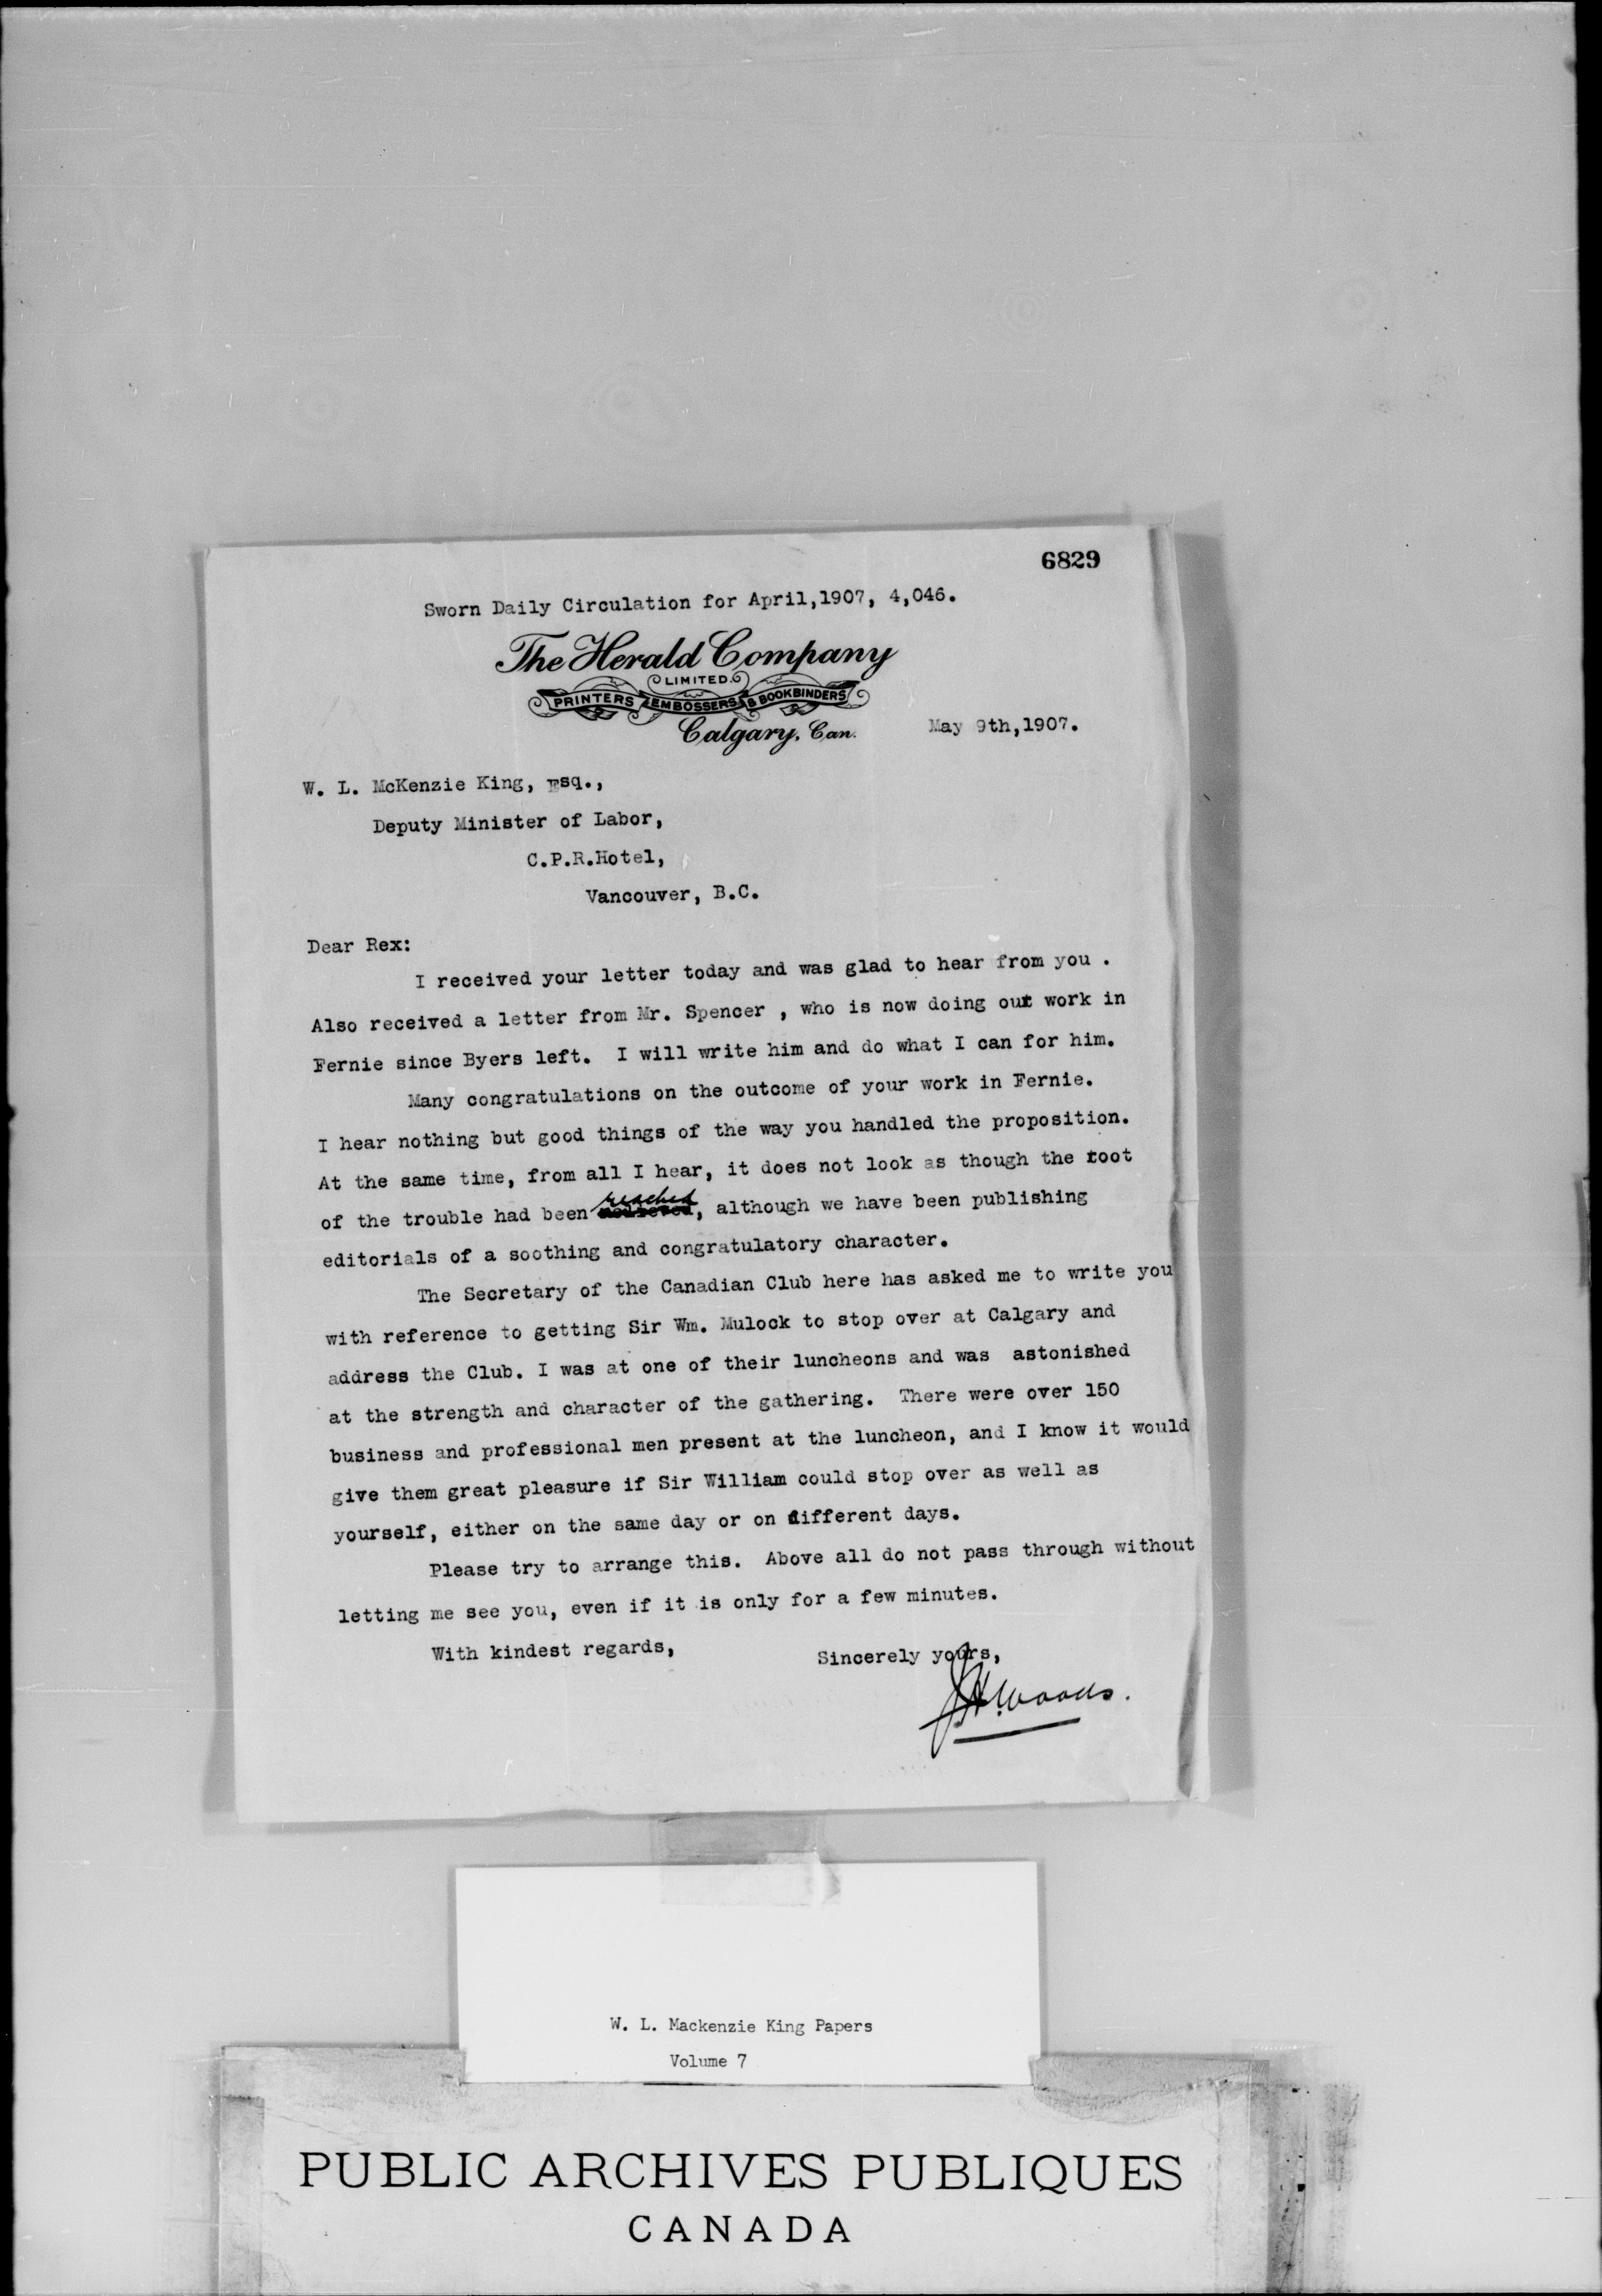 6829
Sworn Daily Circulation for April,1907, 4,046.
The Herald Company
LIMITED.
PRINTERS EMBOSSERS & BOOKBINDERS
Calgary, Can.
May 9th,1907.
W. L. McKenzie King, Esq.,
Deputy Minister of Labor,
C.P.R.Hotel,
Vancouver, B.C.
Dear Rex:
I received your letter today and was glad to hear from you .
Also received a letter from Mr. Spencer , who is now doing our work in
Fernie since Byers left. I will write him and do what I can for him.
Many congratulations on the outcome of your work in Fernie.
I hear nothing but good things of the way you handled the proposition.
At the same time, from all I hear, it does not look as though the root
of the trouble had been reached, although we have been publishing
editorials of a soothing and congratulatory character.
The Secretary of the Canadian Club here has asked me to write you
with reference to getting Sir Wm. Mulock to stop over at Calgary and
address the Club. I was at one of their luncheons and was astonished
at the strength and character of the gathering. There were over 150
business and professional men present at the luncheon, and I know it would
give them great pleasure if Sir William could stop over as well as
yourself, either on the same day or on different days.
Please try to arrange this. Above all do not pass through without
letting me see you, even if it is only for a few minutes.
With kindest regards,
Sincerely yours,
J.H. Woods.
W. L. Mackenzie King Papers
Volume 7
PUBLIC ARCHIVES PUBLIQUES
CANADA